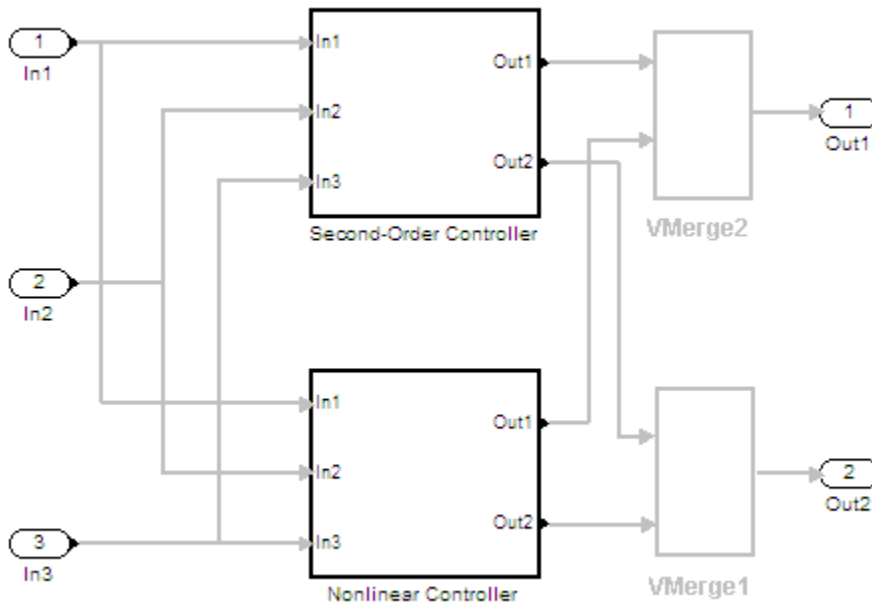 1
In1
2
In2
3
In3
In1
In2
In3
Out1
Out2
Second-Order Controller
In1
In2
In3
Out1
Out2
Nonlinear Controller
VMerge2
VMerge1
1
Out1
2
Out2